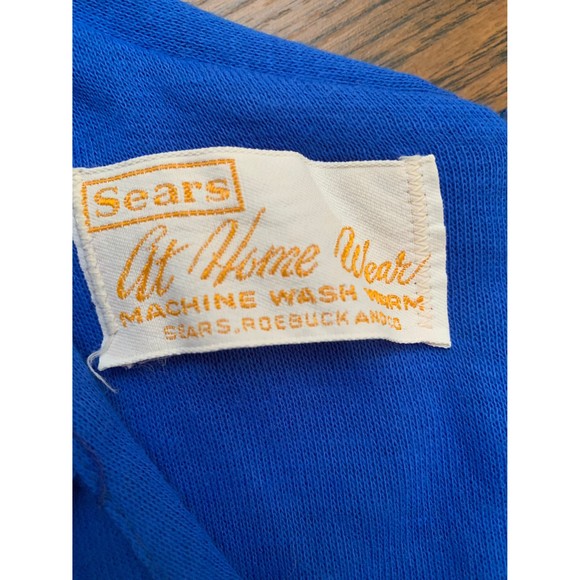 Sears
At Home Wear
MACHINE WASH WARM
SEARS, ROEBUCK AND CO